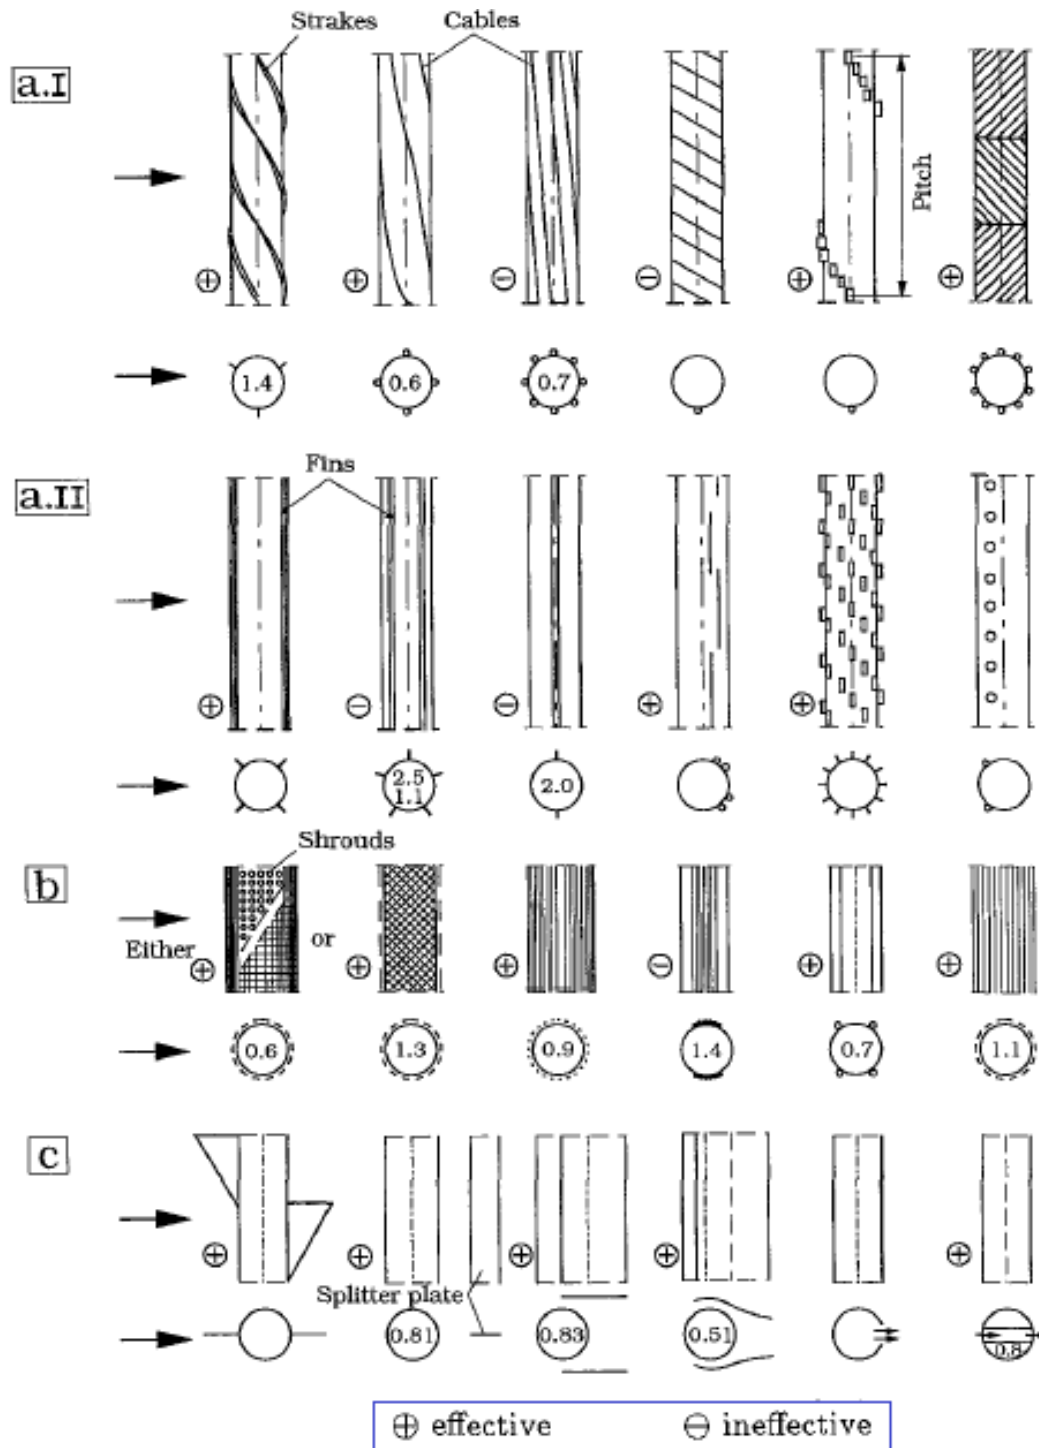 Strakes
Cables
a.I
Pitch
⊕ ⊕ ⊖ ⊖ ⊕ ⊕
1.4 0.6 0.7
Fins
a.II
⊕ ⊖ ⊖ ⊕ ⊕
2.5
1.1
2.0
Shrouds
b
Either ⊕ or ⊕ ⊕ ⊖ ⊕ ⊕
0.6 1.3 0.9 1.4 0.7 1.1
c
⊕ ⊕ ⊕ ⊕ ⊕
Splitter plate
0.81 0.83 0.51 0.8
⊕ effective ⊖ ineffective